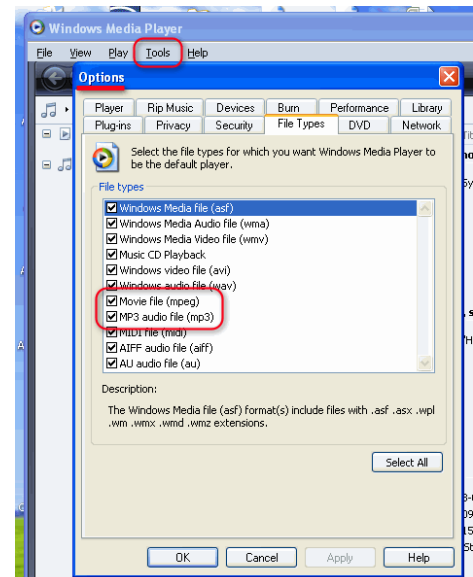 Windows Media Player
File View Play Tools Help
Options
Player Rip Music Devices Burn Performance Library
Plug-ins Privacy Security File Types DVD Network
Select the file types for which you want Windows Media Player to
be the default player.
File types
Windows Media file (asf)
Windows Media Audio file (wma)
Windows Media Video file (wmv)
Music CD Playback
Windows video file (avi)
Windows audio file (wav)
Movie file (mpeg)
MP3 audio file (mp3)
MIDI file (midi)
AIFF audio file (aiff)
AU audio file (au)
Description:
The Windows Media file (asf) format(s) include files with .asf .asx .wpl
.wm .wmx .wmd .wmz extensions.
Select All
OK Cancel Apply Help